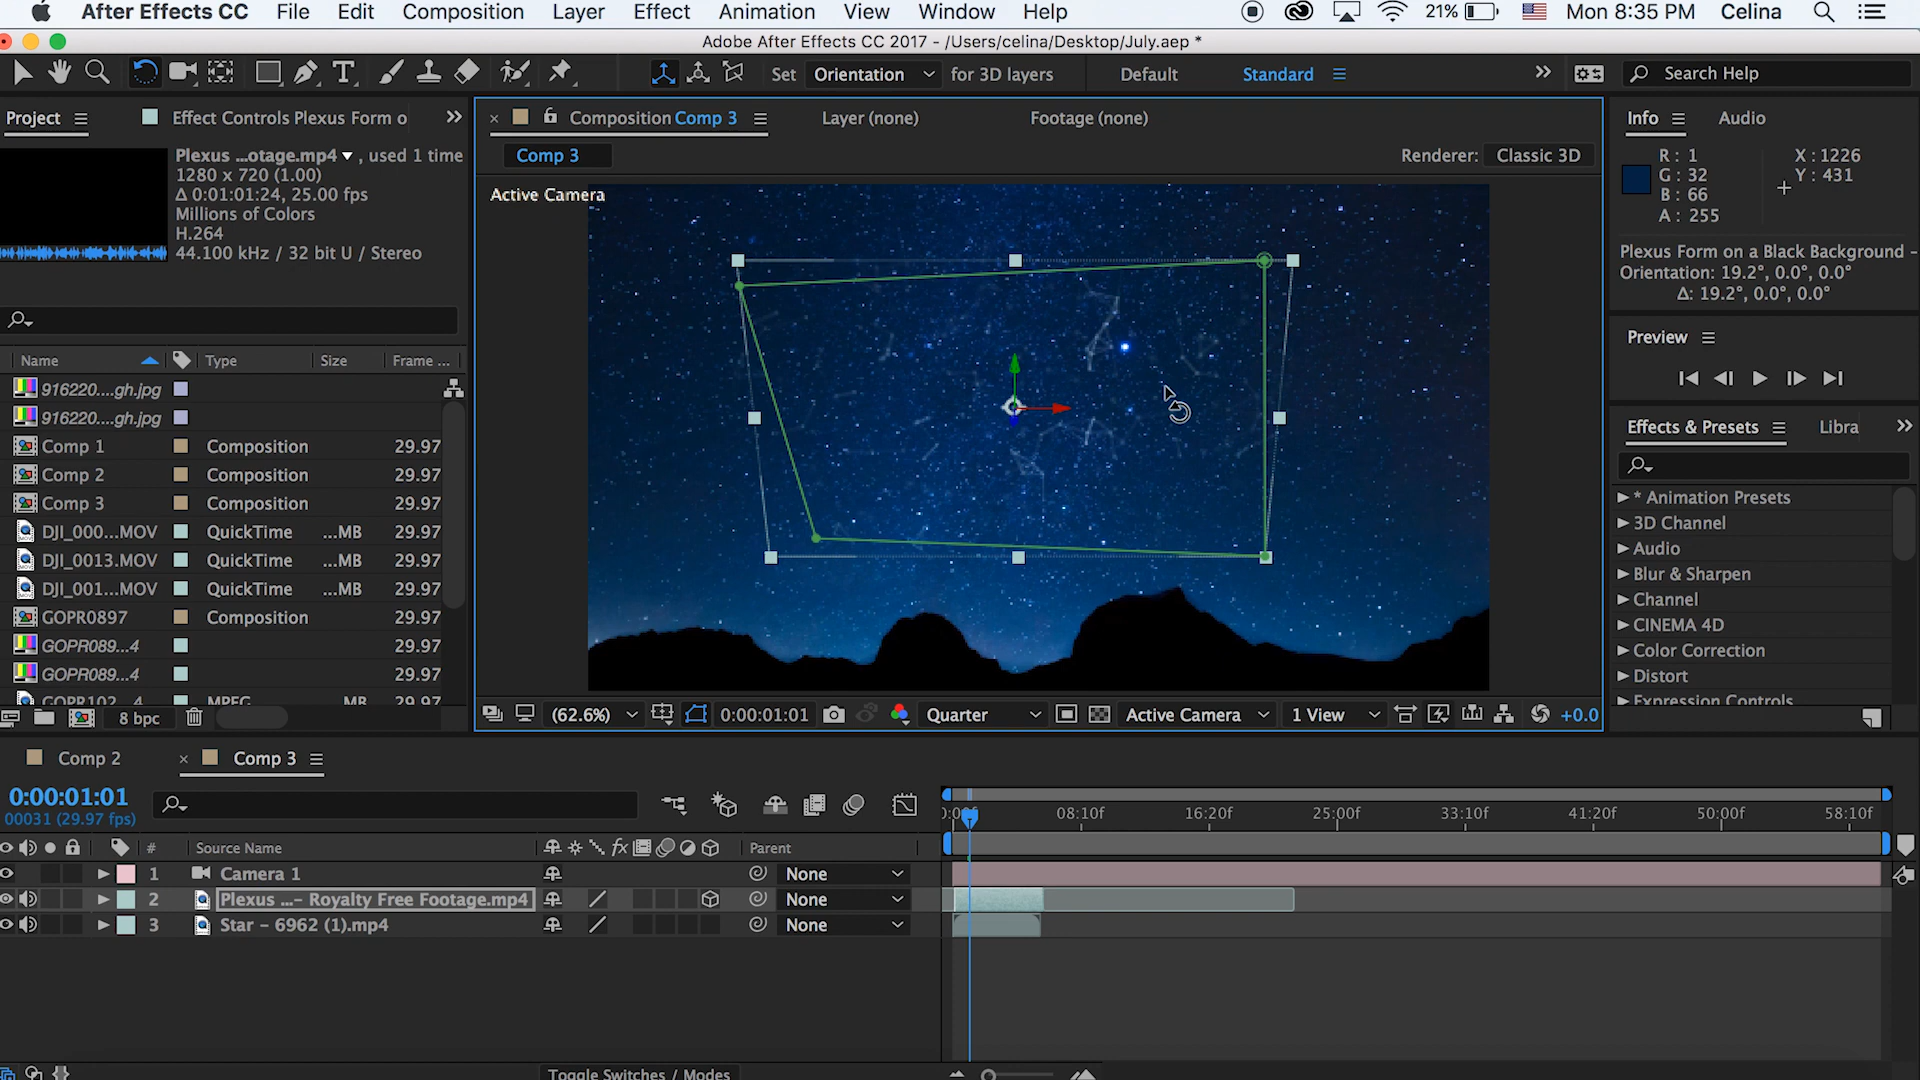 After Effects CC File Edit Composition Layer Effect Animation View Window Help 21% Mon 8:35 PM Celina
Adobe After Effects CC 2017 - /Users/celina/Desktop/July.aep *
Set Orientation for 3D layers Default Standard Search Help
Project Effect Controls Plexus Form o
Composition Comp 3 Layer (none) Footage (none)
Info Audio
Plexus ...otage.mp4 , used 1 time
1280 x 720 (1.00)
Δ 0:01:01:24, 25.00 fps
Millions of Colors
H.264
44.100 kHz / 32 bit U / Stereo
Comp 3 Renderer: Classic 3D
Active Camera
R: 1
G: 32
B: 66
A: 255
X: 1226
Y: 431
Plexus Form on a Black Background -
Orientation: 19.2°, 0.0°, 0.0°
Δ: 19.2°, 0.0°, 0.0°
Preview
Effects & Presets Libra
* Animation Presets
3D Channel
Audio
Blur & Sharpen
Channel
CINEMA 4D
Color Correction
Distort
Expression Controls
Name Type Size Frame ...
916220....gh.jpg
916220....gh.jpg
Comp 1 Composition 29.97
Comp 2 Composition 29.97
Comp 3 Composition 29.97
DJI_000...MOV QuickTime ...MB 29.97
DJI_0013.MOV QuickTime ...MB 29.97
DJI_001...MOV QuickTime ...MB 29.97
GOPR0897 Composition 29.97
GOPR089...4 29.97
GOPR089...4 29.97
GOPR102...4 MPEG MB 29.97
8 bpc
(62.6%) 0:00:01:01 Quarter Active Camera 1 View +0.0
Comp 2 Comp 3
0:00:01:01
00031 (29.97 fps)
08:10f 16:20f 25:00f 33:10f 41:20f 50:00f 58:10f
# Source Name fx Parent
1 Camera 1 None
2 Plexus ...- Royalty Free Footage.mp4 None
3 Star - 6962 (1).mp4 None
Toggle Switches / Modes